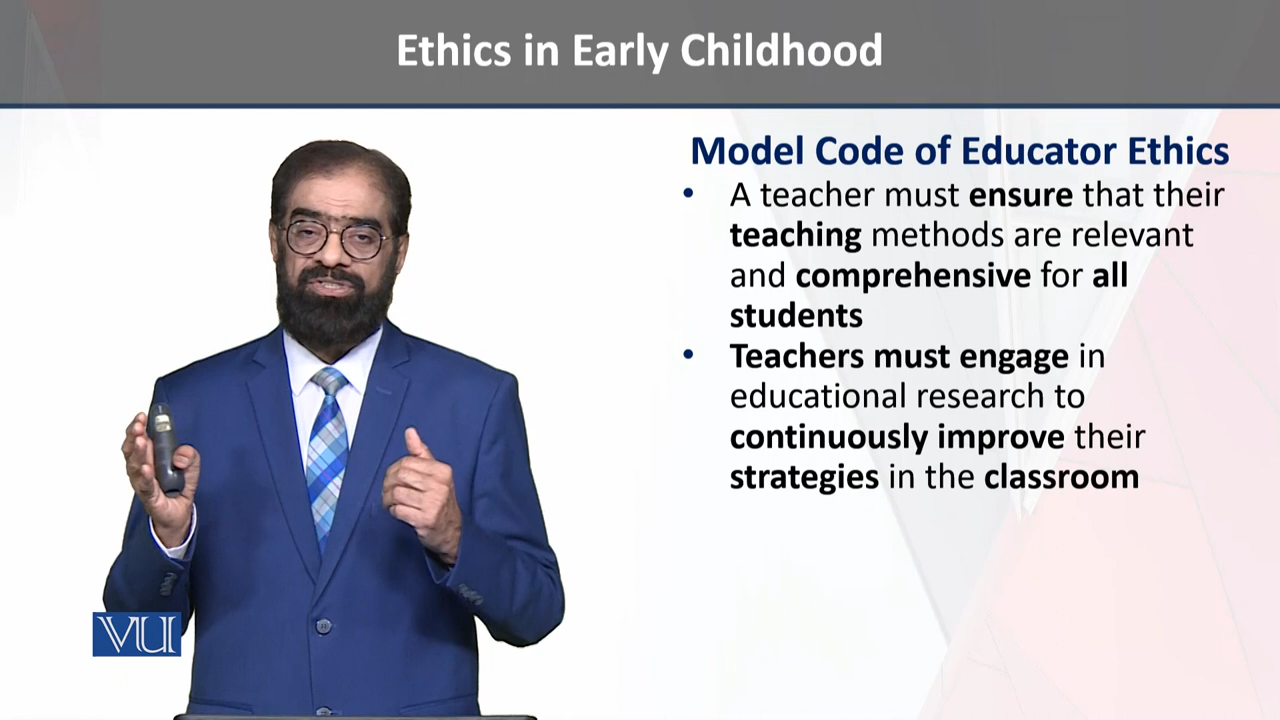 Ethics in Early Childhood
Model Code of Educator Ethics
• A teacher must ensure that their
teaching methods are relevant
and comprehensive for all
students
• Teachers must engage in
educational research to
continuously improve their
strategies in the classroom
VU